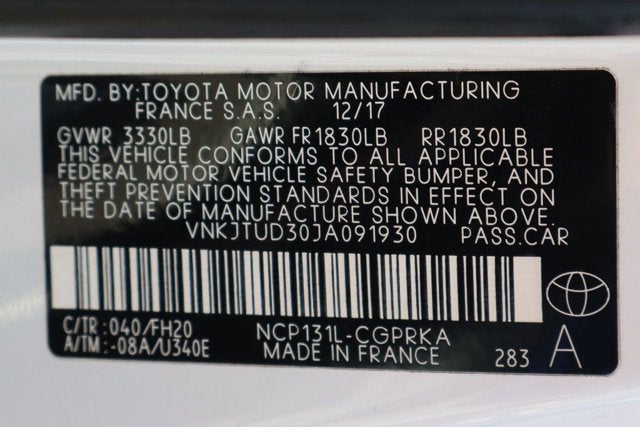 MFD. BY:TOYOTA MOTOR MANUFACTURING
FRANCE S.A.S. 12/17
GVWR 3330LB GAWR FR1830LB RR1830LB
THIS VEHICLE CONFORMS TO ALL APPLICABLE
FEDERAL MOTOR VEHICLE SAFETY BUMPER, AND
THEFT PREVENTION STANDARDS IN EFFECT ON
THE DATE OF MANUFACTURE SHOWN ABOVE.
VNKJTUD30JA091930 PASS.CAR
C/TR:040/FH20 NCP131L-CGPRKA
A/TM:-08A/U340E MADE IN FRANCE 283 A